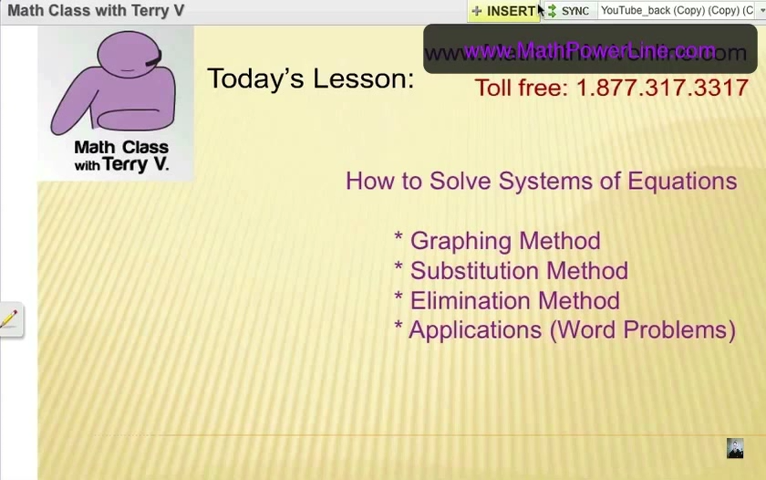 Math Class with Terry V
INSERT
SYNC
YouTube_back (Copy) (Copy) (C
www.MathPowerLine.com
Today's Lesson:
Toll free: 1.877.317.3317
Math Class
with Terry V.
How to Solve Systems of Equations
* Graphing Method
* Substitution Method
* Elimination Method
* Applications (Word Problems)